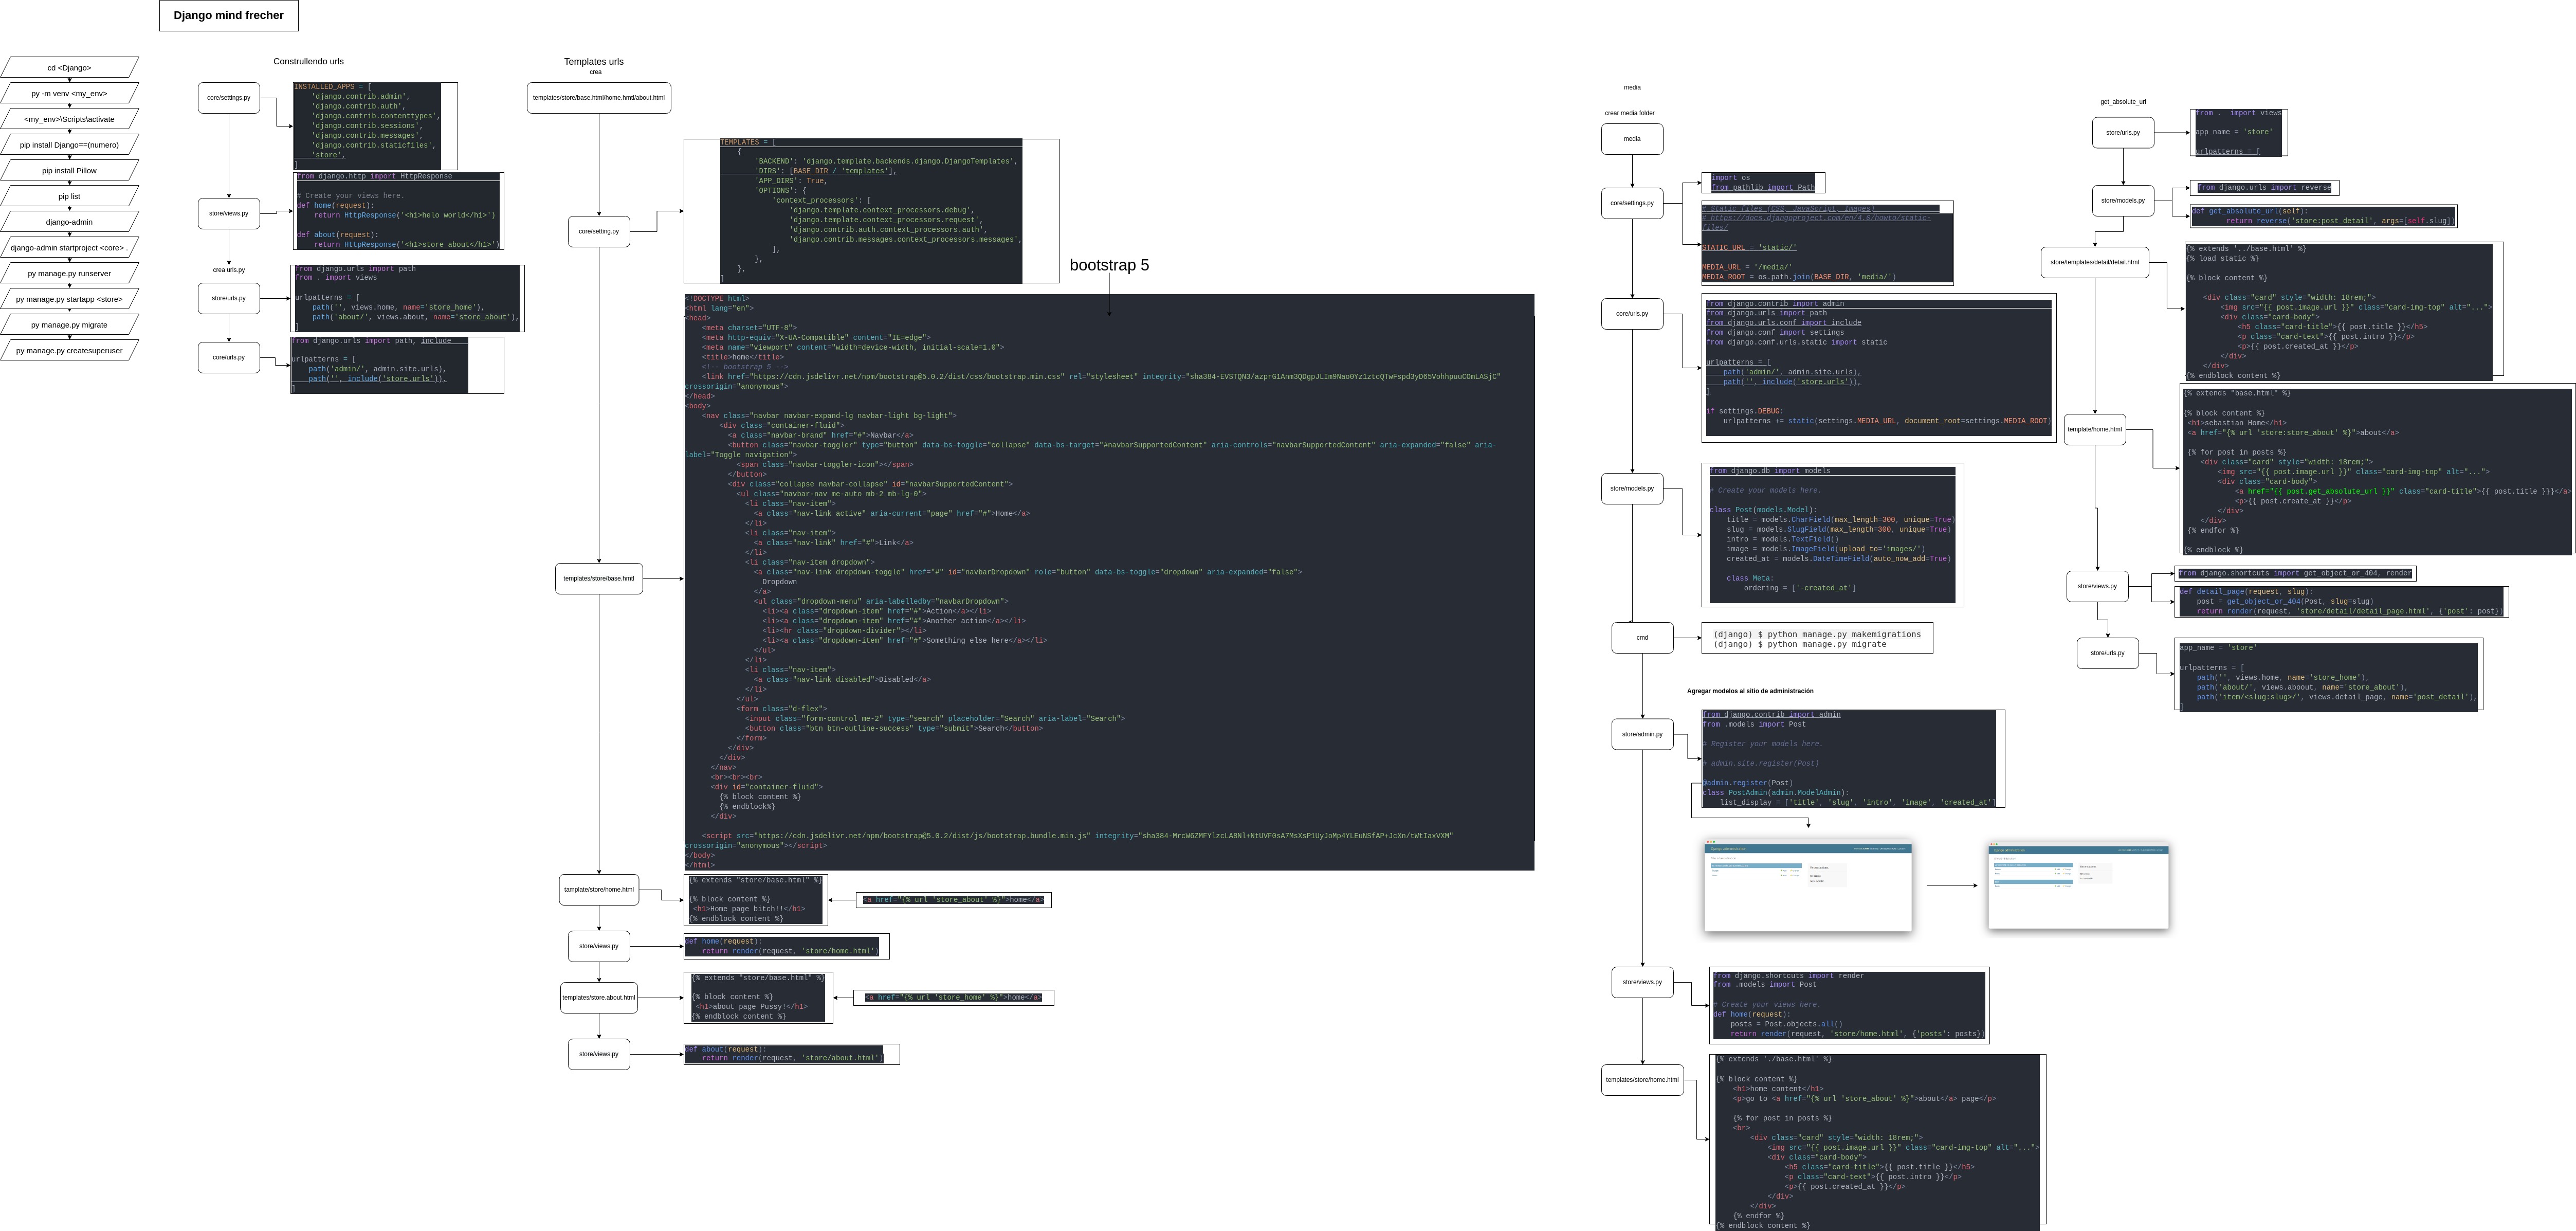 Django mind frecher
cd <Django>
py -m venv <my_env>
<my_env>\Scripts\activate
pip install Django==(numero)
pip install Pillow
pip list
django-admin
django-admin startproject <core> .
py manage.py runserver
py manage.py startapp <store>
py manage.py migrate
py manage.py createsuperuser
Construllendo urls
core/settings.py
INSTALLED_APPS = [
'django.contrib.admin',
'django.contrib.auth',
'django.contrib.contenttypes',
'django.contrib.sessions',
'django.contrib.messages',
'django.contrib.staticfiles',
'store',
]
store/views.py
from django.http import HttpResponse
# Create your views here.
def home(request):
return HttpResponse('<h1>helo world</h1>')
def about(request):
return HttpResponse('<h1>store about</h1>')
crea urls.py
store/urls.py
from django.urls import path
from . import views
urlpatterns = [
path('', views.home, name='store_home'),
path('about/', views.about, name='store_about'),
]
core/urls.py
from django.urls import path, include
urlpatterns = [
path('admin/', admin.site.urls),
path('', include('store.urls')),
]
Templates urls
crea
templates/store/base.html/home.hmtl/about.html
core/setting.py
TEMPLATES = [
{
'BACKEND': 'django.template.backends.django.DjangoTemplates',
'DIRS': [BASE_DIR / 'templates'],
'APP_DIRS': True,
'OPTIONS': {
'context_processors': [
'django.template.context_processors.debug',
'django.template.context_processors.request',
'django.contrib.auth.context_processors.auth',
'django.contrib.messages.context_processors.messages',
],
},
},
]
bootstrap 5
templates/store/base.hmtl
<!DOCTYPE html>
<html lang="en">
<head>
<meta charset="UTF-8">
<meta http-equiv="X-UA-Compatible" content="IE=edge">
<meta name="viewport" content="width=device-width, initial-scale=1.0">
<title>home</title>
<!-- bootstrap 5 -->
<link href="https://cdn.jsdelivr.net/npm/bootstrap@5.0.2/dist/css/bootstrap.min.css" rel="stylesheet" integrity="sha384-EVSTQN3/azprG1Anm3QDgpJLIm9Nao0Yz1ztcQTwFspd3yD65VohhpuuCOmLASjC"
crossorigin="anonymous">
</head>
<body>
<nav class="navbar navbar-expand-lg navbar-light bg-light">
<div class="container-fluid">
<a class="navbar-brand" href="#">Navbar</a>
<button class="navbar-toggler" type="button" data-bs-toggle="collapse" data-bs-target="#navbarSupportedContent" aria-controls="navbarSupportedContent" aria-expanded="false" aria-
label="Toggle navigation">
<span class="navbar-toggler-icon"></span>
</button>
<div class="collapse navbar-collapse" id="navbarSupportedContent">
<ul class="navbar-nav me-auto mb-2 mb-lg-0">
<li class="nav-item">
<a class="nav-link active" aria-current="page" href="#">Home</a>
</li>
<li class="nav-item">
<a class="nav-link" href="#">Link</a>
</li>
<li class="nav-item dropdown">
<a class="nav-link dropdown-toggle" href="#" id="navbarDropdown" role="button" data-bs-toggle="dropdown" aria-expanded="false">
Dropdown
</a>
<ul class="dropdown-menu" aria-labelledby="navbarDropdown">
<li><a class="dropdown-item" href="#">Action</a></li>
<li><a class="dropdown-item" href="#">Another action</a></li>
<li><hr class="dropdown-divider"></li>
<li><a class="dropdown-item" href="#">Something else here</a></li>
</ul>
</li>
<li class="nav-item">
<a class="nav-link disabled">Disabled</a>
</li>
</ul>
<form class="d-flex">
<input class="form-control me-2" type="search" placeholder="Search" aria-label="Search">
<button class="btn btn-outline-success" type="submit">Search</button>
</form>
</div>
</div>
</nav>
<br><br><br>
<div id="container-fluid">
{% block content %}
{% endblock%}
</div>
<script src="https://cdn.jsdelivr.net/npm/bootstrap@5.0.2/dist/js/bootstrap.bundle.min.js" integrity="sha384-MrcW6ZMFYlzcLA8Nl+NtUVF0sA7MsXsP1UyJoMp4YLEuNSfAP+JcXn/tWtIaxVXM"
crossorigin="anonymous"></script>
</body>
</html>
tamplate/store/home.html
{% extends "store/base.html" %}
{% block content %}
<h1>Home page bitch!!</h1>
{% endblock content %}
<a href="{% url 'store_about' %}">home</a>
store/views.py
def home(request):
return render(request, 'store/home.html')
templates/store.about.html
{% extends "store/base.html" %}
{% block content %}
<h1>about page Pussy!</h1>
{% endblock content %}
<a href="{% url 'store_home' %}">home</a>
store/views.py
def about(request):
return render(request, 'store/about.html')
media
crear media folder
media
core/settings.py
import os
from pathlib import Path
# Static files (CSS, JavaScript, Images)
# https://docs.djangoproject.com/en/4.0/howto/static-
files/
STATIC_URL = 'static/'
MEDIA_URL = '/media/'
MEDIA_ROOT = os.path.join(BASE_DIR, 'media/')
core/urls.py
from django.contrib import admin
from django.urls import path
from django.urls.conf import include
from django.conf import settings
from django.conf.urls.static import static
urlpatterns = [
path('admin/', admin.site.urls),
path('', include('store.urls')),
]
if settings.DEBUG:
urlpatterns += static(settings.MEDIA_URL, document_root=settings.MEDIA_ROOT)
store/models.py
from django.db import models
# Create your models here.
class Post(models.Model):
title = models.CharField(max_length=300, unique=True)
slug = models.SlugField(max_length=300, unique=True)
intro = models.TextField()
image = models.ImageField(upload_to='images/')
created_at = models.DateTimeField(auto_now_add=True)
class Meta:
ordering = ['-created_at']
cmd
(django) $ python manage.py makemigrations
(django) $ python manage.py migrate
Agregar modelos al sitio de administración
store/admin.py
from django.contrib import admin
from .models import Post
# Register your models here.
# admin.site.register(Post)
@admin.register(Post)
class PostAdmin(admin.ModelAdmin):
list_display = ['title', 'slug', 'intro', 'image', 'created_at']
store/views.py
from django.shortcuts import render
from .models import Post
# Create your views here.
def home(request):
posts = Post.objects.all()
return render(request, 'store/home.html', {'posts': posts})
templates/store/home.html
{% extends './base.html' %}
{% block content %}
<h1>home content</h1>
<p>go to <a href="{% url 'store_about' %}">about</a> page</p>
{% for post in posts %}
<br>
<div class="card" style="width: 18rem;">
<img src="{{ post.image.url }}" class="card-img-top" alt="...">
<div class="card-body">
<h5 class="card-title">{{ post.title }}</h5>
<p class="card-text">{{ post.intro }}</p>
<p>{{ post.created_at }}</p>
</div>
</div>
{% endfor %}
{% endblock content %}
get_absolute_url
store/urls.py
from . import views
app_name = 'store'
urlpatterns = [
store/models.py
from django.urls import reverse
def get_absolute_url(self):
return reverse('store:post_detail', args=[self.slug])
store/templates/detail/detail.html
{% extends '../base.html' %}
{% load static %}
{% block content %}
<div class="card" style="width: 18rem;">
<img src="{{ post.image.url }}" class="card-img-top" alt="...">
<div class="card-body">
<h5 class="card-title">{{ post.title }}</h5>
<p class="card-text">{{ post.intro }}</p>
<p>{{ post.created_at }}</p>
</div>
</div>
{% endblock content %}
template/home.html
{% extends "base.html" %}
{% block content %}
<h1>sebastian Home</h1>
<a href="{% url 'store:store_about' %}">about</a>
{% for post in posts %}
<div class="card" style="width: 18rem;">
<img src="{{ post.image.url }}" class="card-img-top" alt="...">
<div class="card-body">
<a href="{{ post.get_absolute_url }}" class="card-title">{{ post.title }}}</a>
<p>{{ post.create_at }}</p>
</div>
</div>
{% endfor %}
{% endblock %}
store/views.py
from django.shortcuts import get_object_or_404, render
def detail_page(request, slug):
post = get_object_or_404(Post, slug=slug)
return render(request, 'store/detail/detail_page.html', {'post': post})
store/urls.py
app_name = 'store'
urlpatterns = [
path('', views.home, name='store_home'),
path('about/', views.aboout, name='store_about'),
path('item/<slug:slug>/', views.detail_page, name='post_detail'),
]